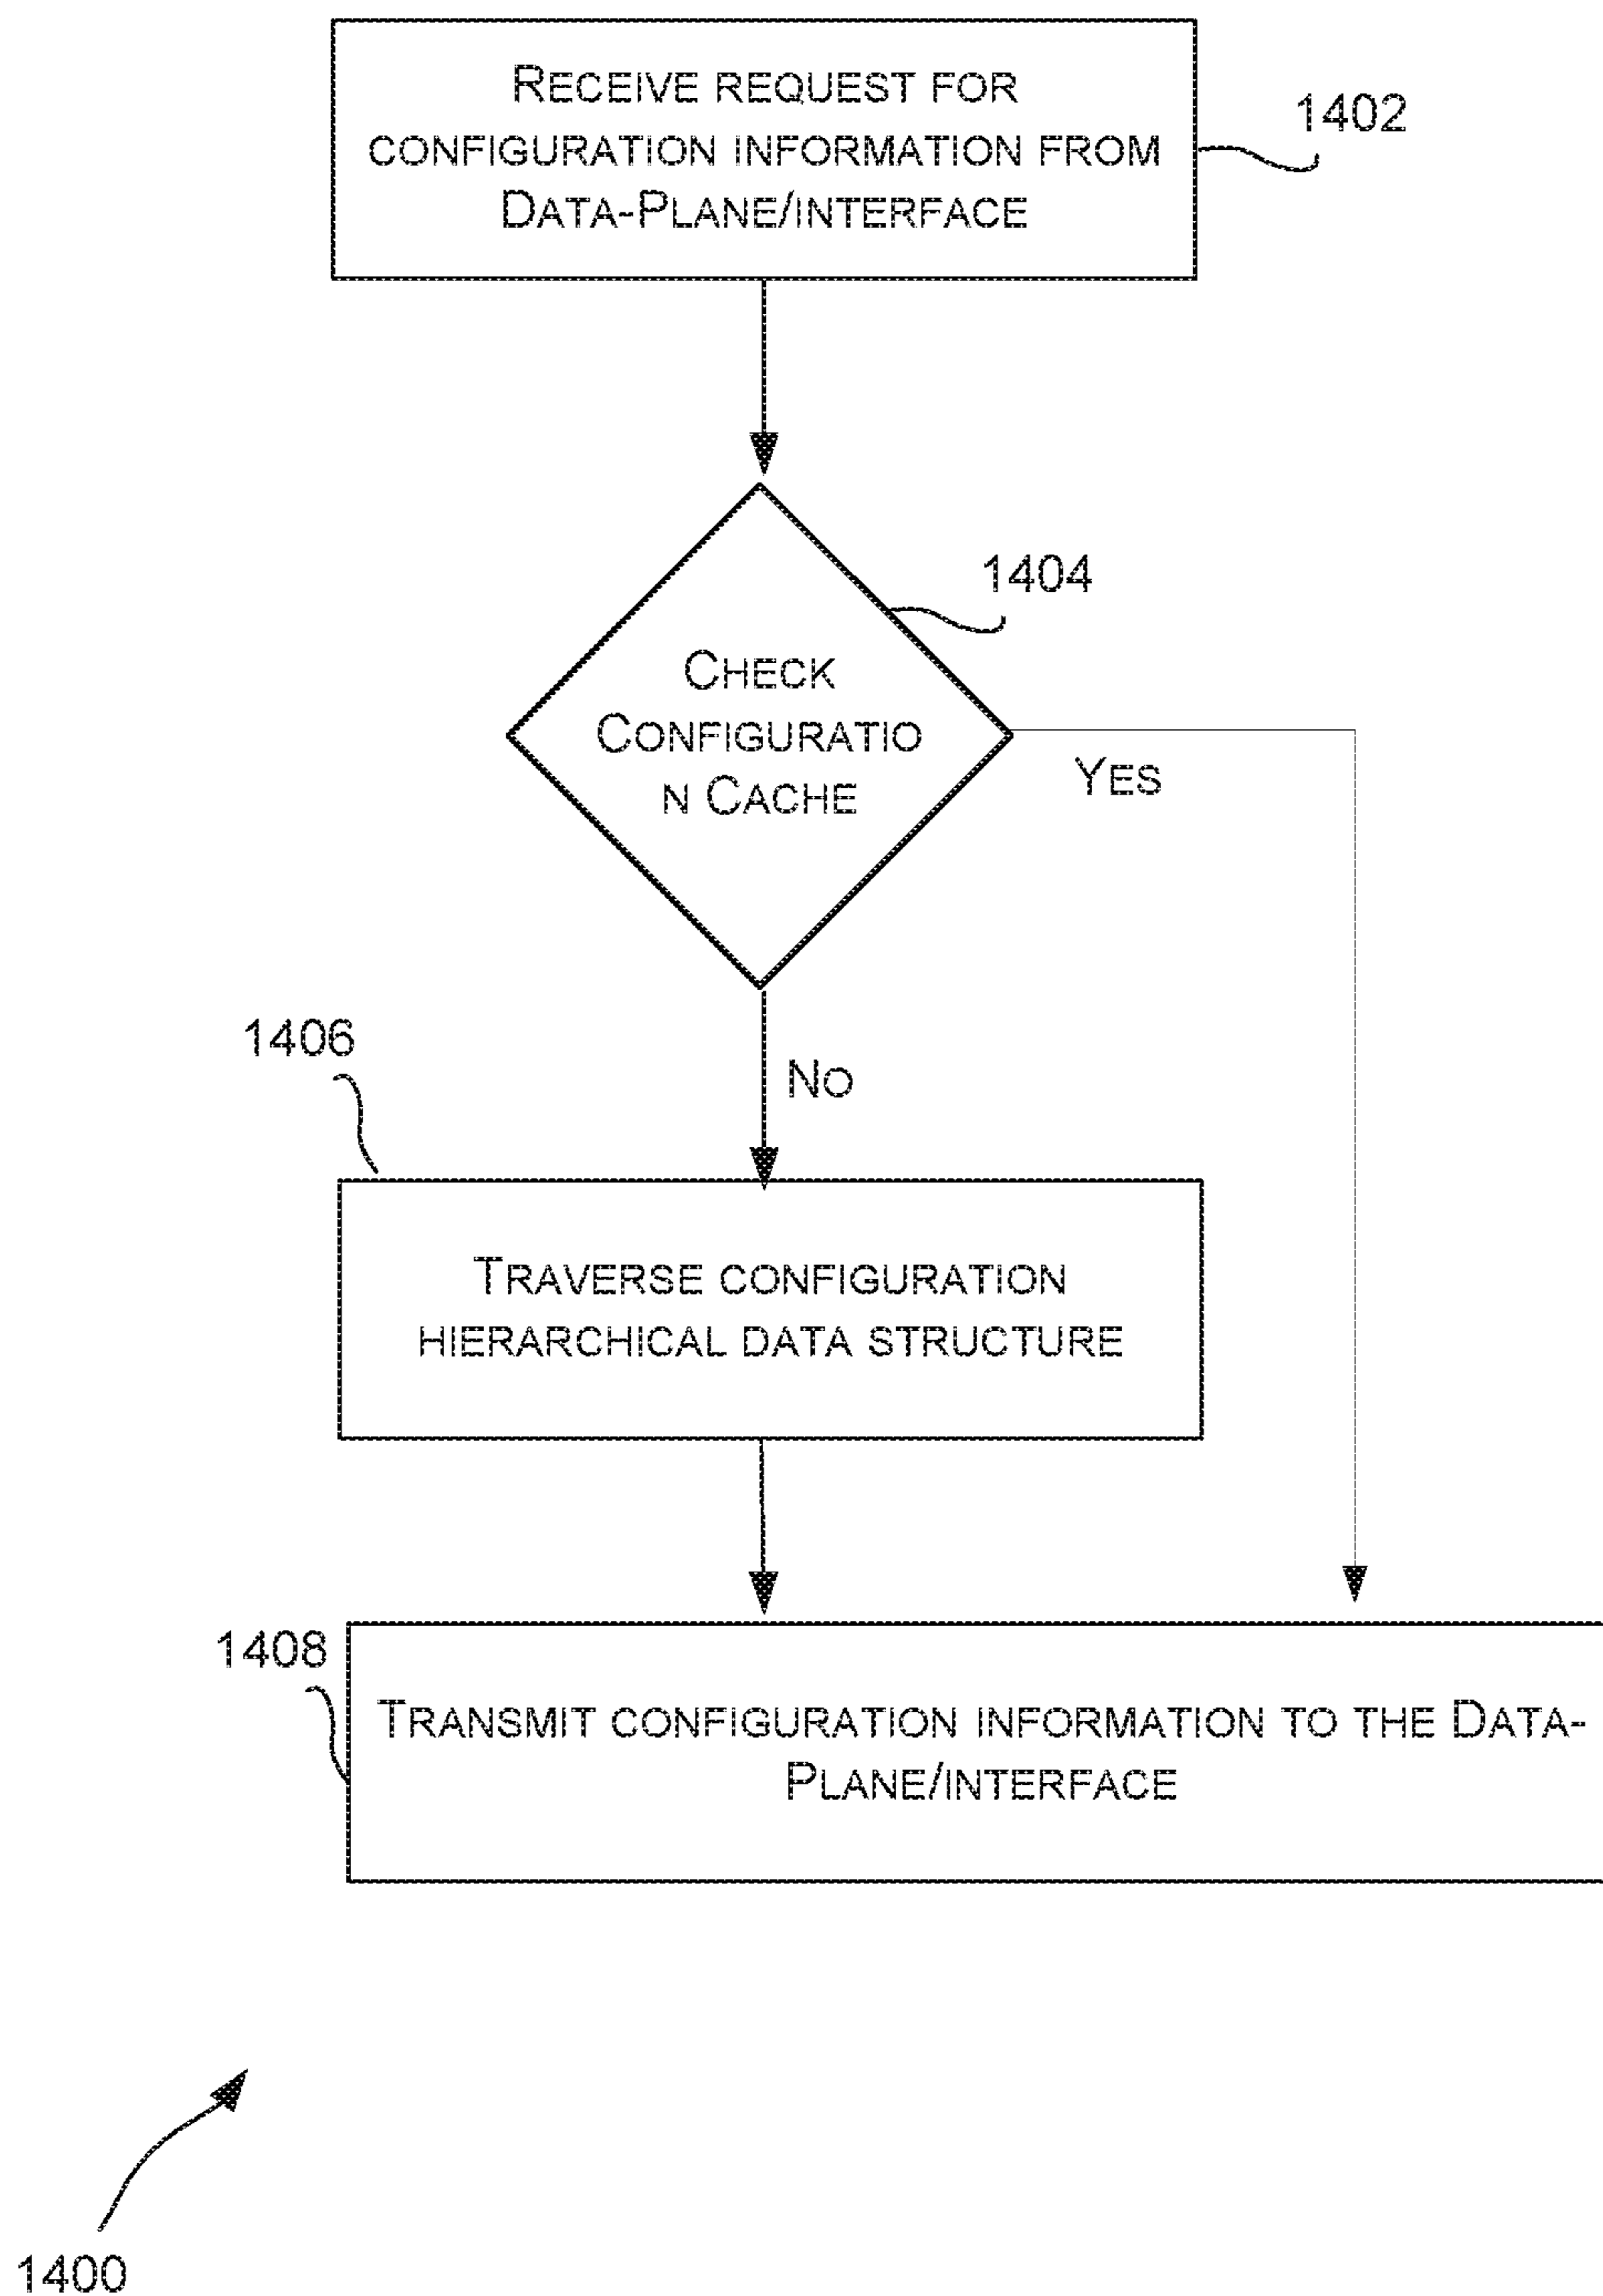 RECEIVE REQUEST FOR
CONFIGURATION INFORMATION FROM
DATA-PLANE/INTERFACE
1402
1404
CHECK
CONFIGURATIO
N CACHE
YES
1406
NO
TRAVERSE CONFIGURATION
HIERARCHICAL DATA STRUCTURE
1408
TRANSMIT CONFIGURATION INFORMATION TO THE DATA-
PLANE/INTERFACE
1400